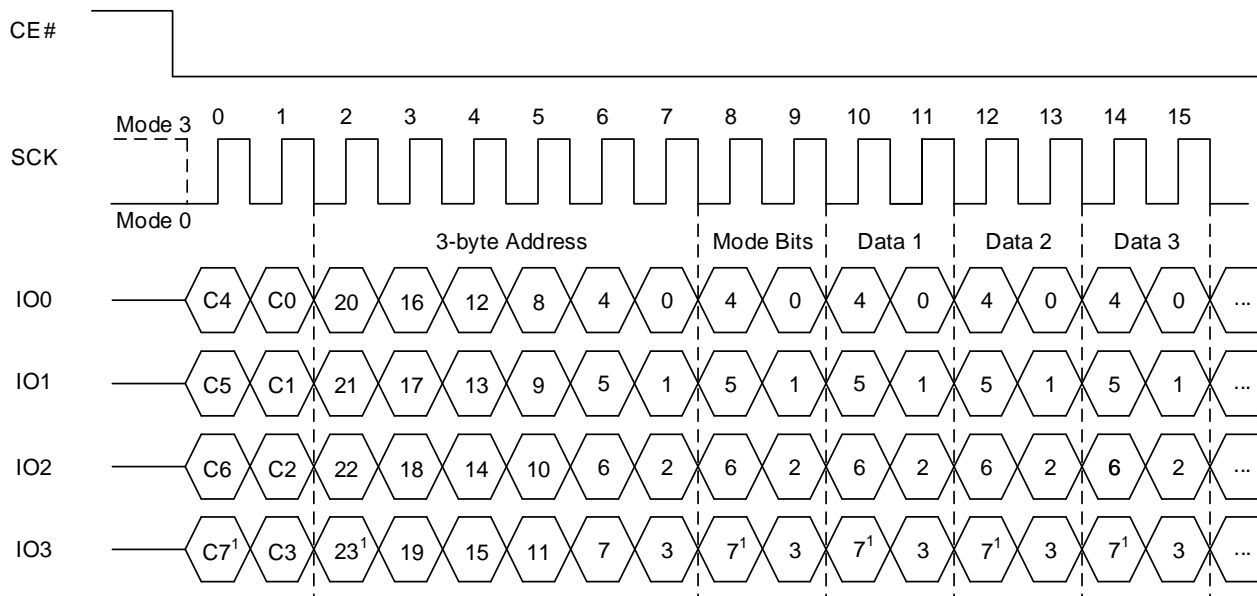 CE#
0 1 2 3 4 5 6 7 8 9 10 11 12 13 14 15
Mode 3
SCK
Mode 0
3-byte Address Mode Bits Data 1 Data 2 Data 3
IO0 C4 C0 20 16 12 8 4 0 4 0 4 0 4 0 4 0 ...
IO1 C5 C1 21 17 13 9 5 1 5 1 5 1 5 1 5 1 ...
IO2 C6 C2 22 18 14 10 6 2 6 2 6 2 6 2 6 2 ...
IO3 C7¹ C3 23¹ 19 15 11 7 3 7¹ 3 7¹ 3 7¹ 3 7¹ 3 ...